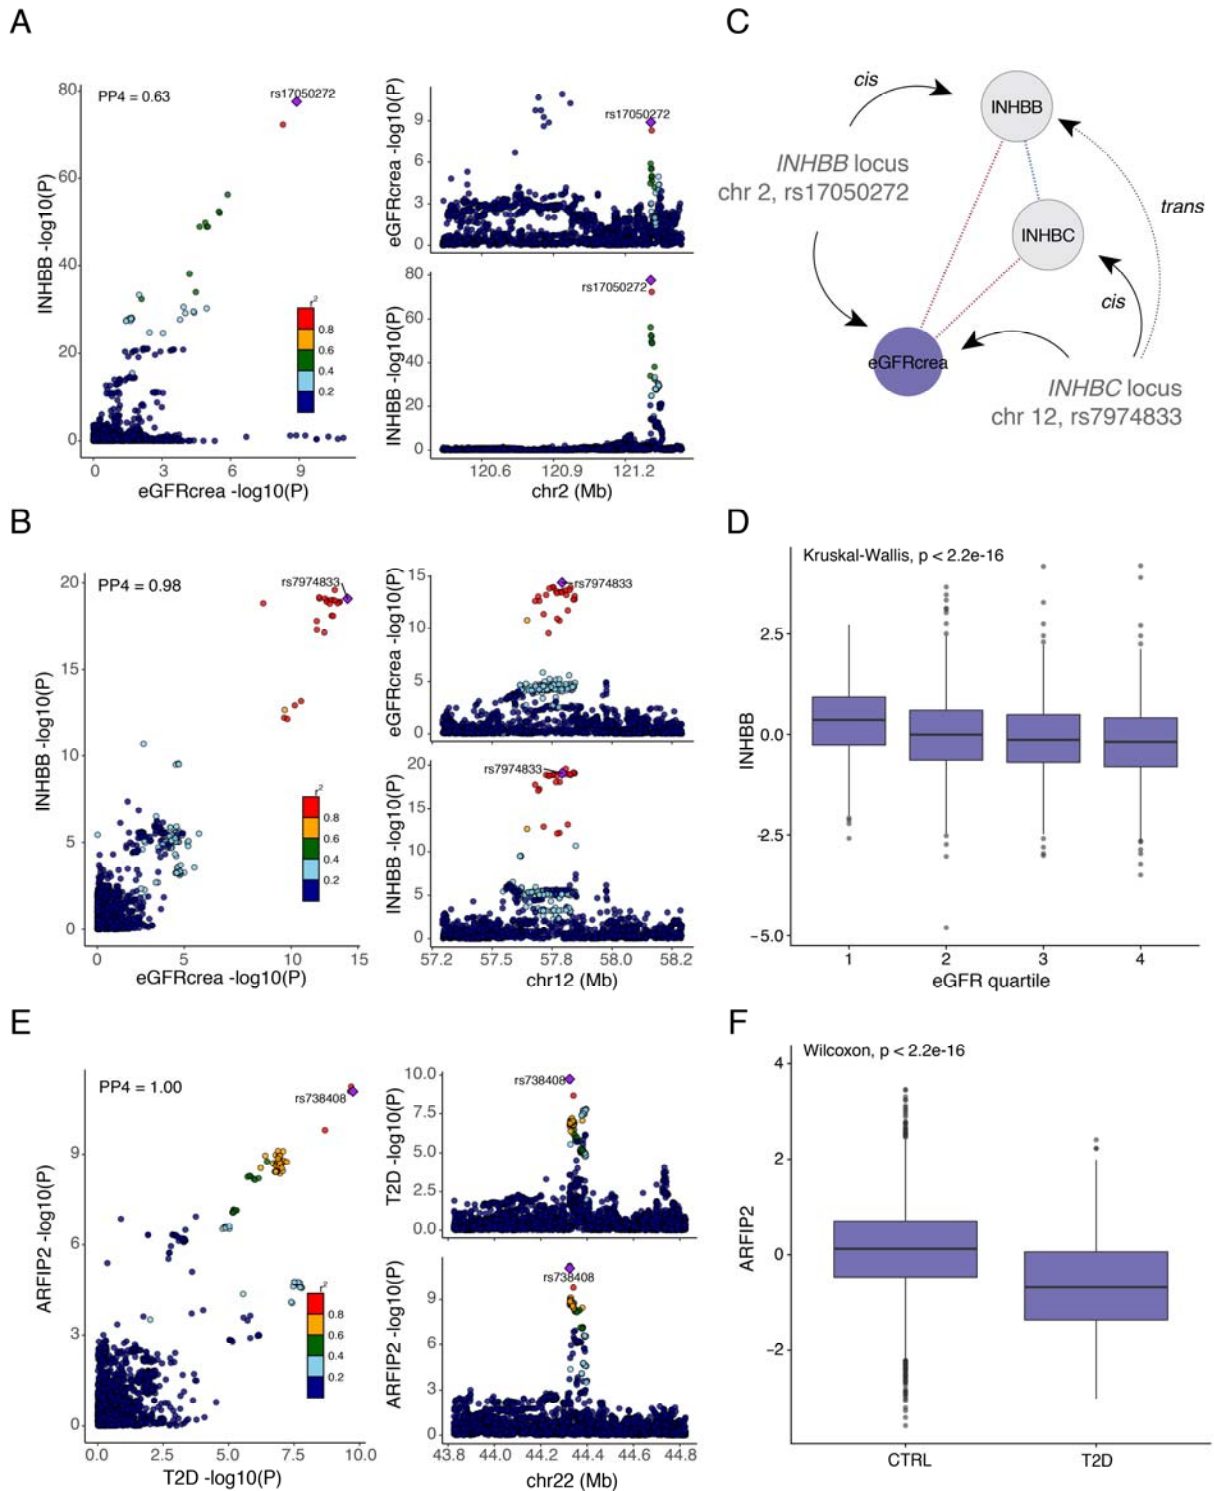 A
PP4 = 0.63
rs17050272
80
60
40
20
0
INHBB -log10(P)
0 3 6 9
eGFRcrea -log10(P)
r²
0.8
0.6
0.4
0.2
eGFRcrea -log10(P)
9
6
3
0
rs17050272
INHBB -log10(P)
80
60
40
20
0
rs17050272
120.6 120.9 121.2
chr2 (Mb)
C
cis
INHBB
INHBB locus
chr 2, rs17050272
INHBC
trans
cis
eGFRcrea
INHBC locus
chr 12, rs7974833
B
PP4 = 0.98
rs7974833
20
15
10
5
0
INHBB -log10(P)
0 5 10 15
eGFRcrea -log10(P)
r²
0.8
0.6
0.4
0.2
eGFRcrea -log10(P)
15
10
5
0
rs7974833
INHBB -log10(P)
20
15
10
5
0
rs7974833
57.2 57.5 57.8 58.0 58.2
chr12 (Mb)
D
Kruskal-Wallis, p < 2.2e-16
INHBB
2.5
0.0
-2.5
-5.0
1 2 3 4
eGFR quartile
E
PP4 = 1.00
rs738408
9
6
3
0
ARFIP2 -log10(P)
0.0 2.5 5.0 7.5 10.0
T2D -log10(P)
r²
0.8
0.6
0.4
0.2
T2D -log10(P)
10.0
7.5
5.0
2.5
0.0
rs738408
ARFIP2 -log10(P)
9
6
3
0
rs738408
43.8 44.0 44.2 44.4 44.6 44.8
chr22 (Mb)
F
Wilcoxon, p < 2.2e-16
ARFIP2
4
2
0
-2
CTRL T2D